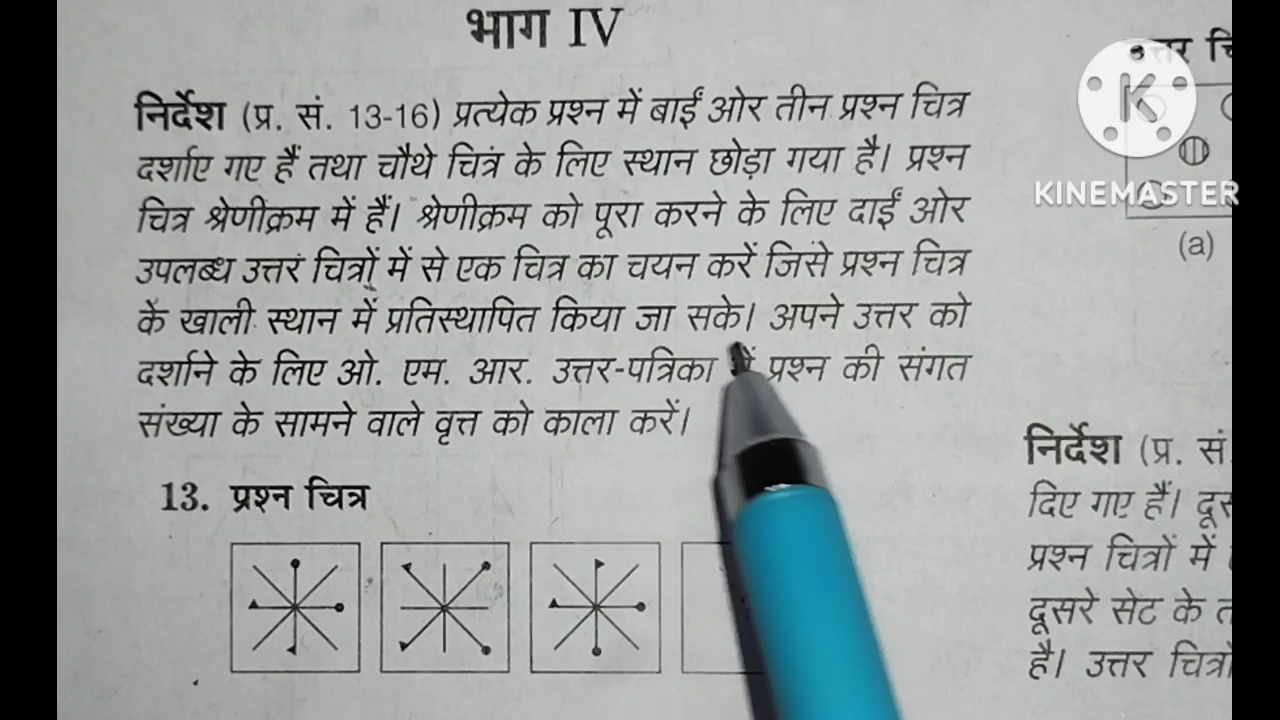 भाग IV
निर्देश (प्र. सं. 13-16) प्रत्येक प्रश्न में बाईं ओर तीन प्रश्न चित्र
दर्शाए गए हैं तथा चौथे चित्र के लिए स्थान छोड़ा गया है। प्रश्न
चित्र श्रेणीक्रम में हैं। श्रेणीक्रम को पूरा करने के लिए दाईं ओर
उपलब्ध उत्तर चित्रों में से एक चित्र का चयन करें जिसे प्रश्न चित्र
के खाली स्थान में प्रतिस्थापित किया जा सके। अपने उत्तर को
दर्शाने के लिए ओ. एम. आर. उत्तर-पत्रिका में प्रश्न की संगत
संख्या के सामने वाले वृत्त को काला करें।
13. प्रश्न चित्र
K
KINEMASTER
(a)
निर्देश (प्र. सं.
दिए गए हैं।
प्रश्न चित्रों में
दूसरे सेट के
है। उत्तर